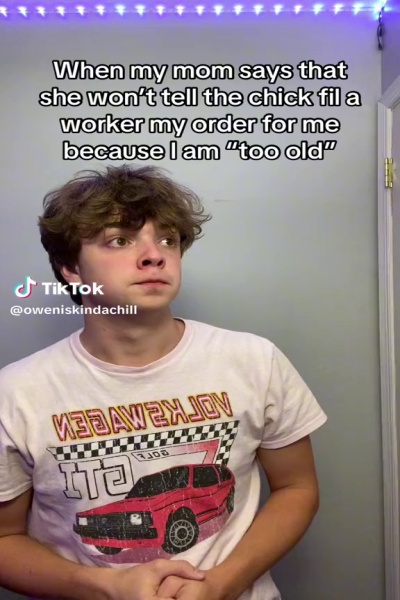 When my mom says that
she won't tell the chick fil a
worker my order for me
because I am "too old"
TikTok
@oweniskindachill
VOLKSWAGEN
GOLF
GTI